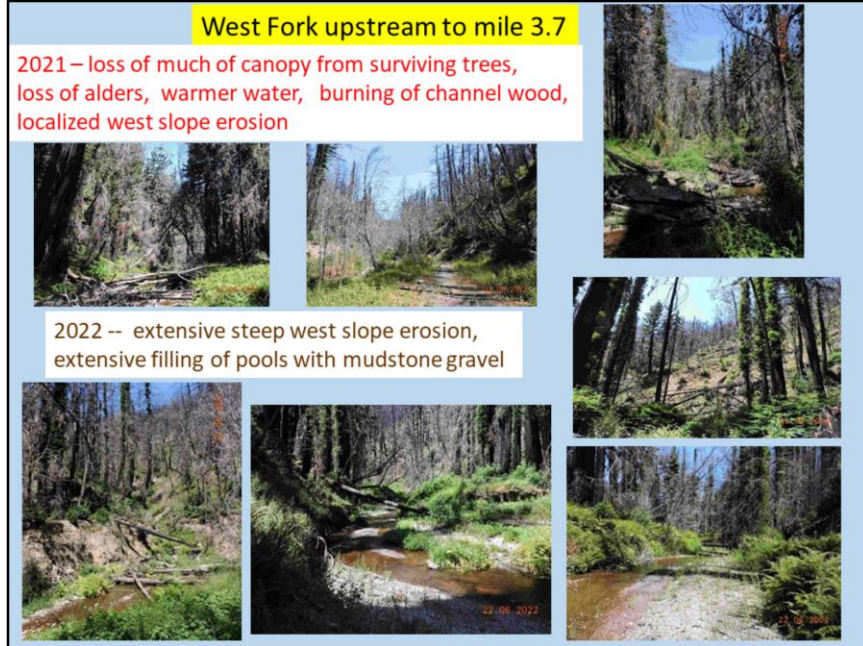 West Fork upstream to mile 3.7
2021 – loss of much of canopy from surviving trees,
loss of alders, warmer water, burning of channel wood,
localized west slope erosion
2022 -- extensive steep west slope erosion,
extensive filling of pools with mudstone gravel
22 06 2022
22 06 2022